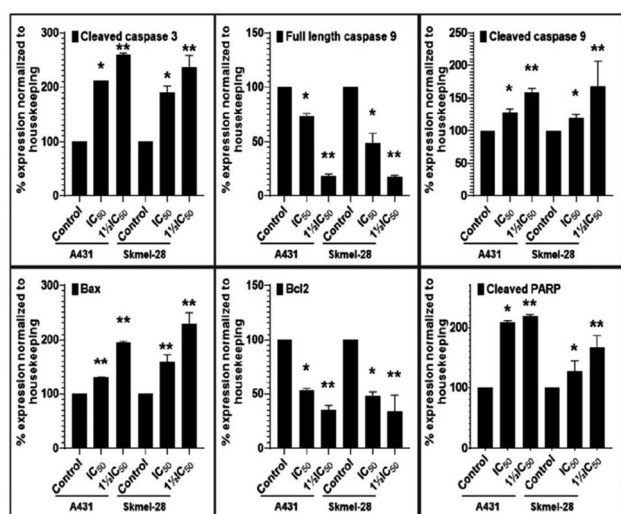 % expression normalized to
housekeeping
300
200
100
0
Cleaved caspase 3
* ** * **
Control IC50 1½IC50 Control IC50 1½IC50
A431 Skmel-28
% expression normalized to
housekeeping
150
100
50
0
Full length caspase 9
* ** * **
Control IC50 1½IC50 Control IC50 1½IC50
A431 Skmel-28
% expression normalized to
housekeeping
250
200
150
100
50
0
Cleaved caspase 9
* ** * **
Control IC50 1½IC50 Control IC50 1½IC50
A431 Skmel-28
% expression normalized to
housekeeping
300
200
100
0
Bax
** ** ** **
Control IC50 1½IC50 Control IC50 1½IC50
A431 Skmel-28
% expression normalized to
housekeeping
150
100
50
0
Bcl2
* ** * **
Control IC50 1½IC50 Control IC50 1½IC50
A431 Skmel-28
% expression normalized to
housekeeping
200
100
0
Cleaved PARP
* ** * **
Control IC50 1½IC50 Control IC50 1½IC50
A431 Skmel-28